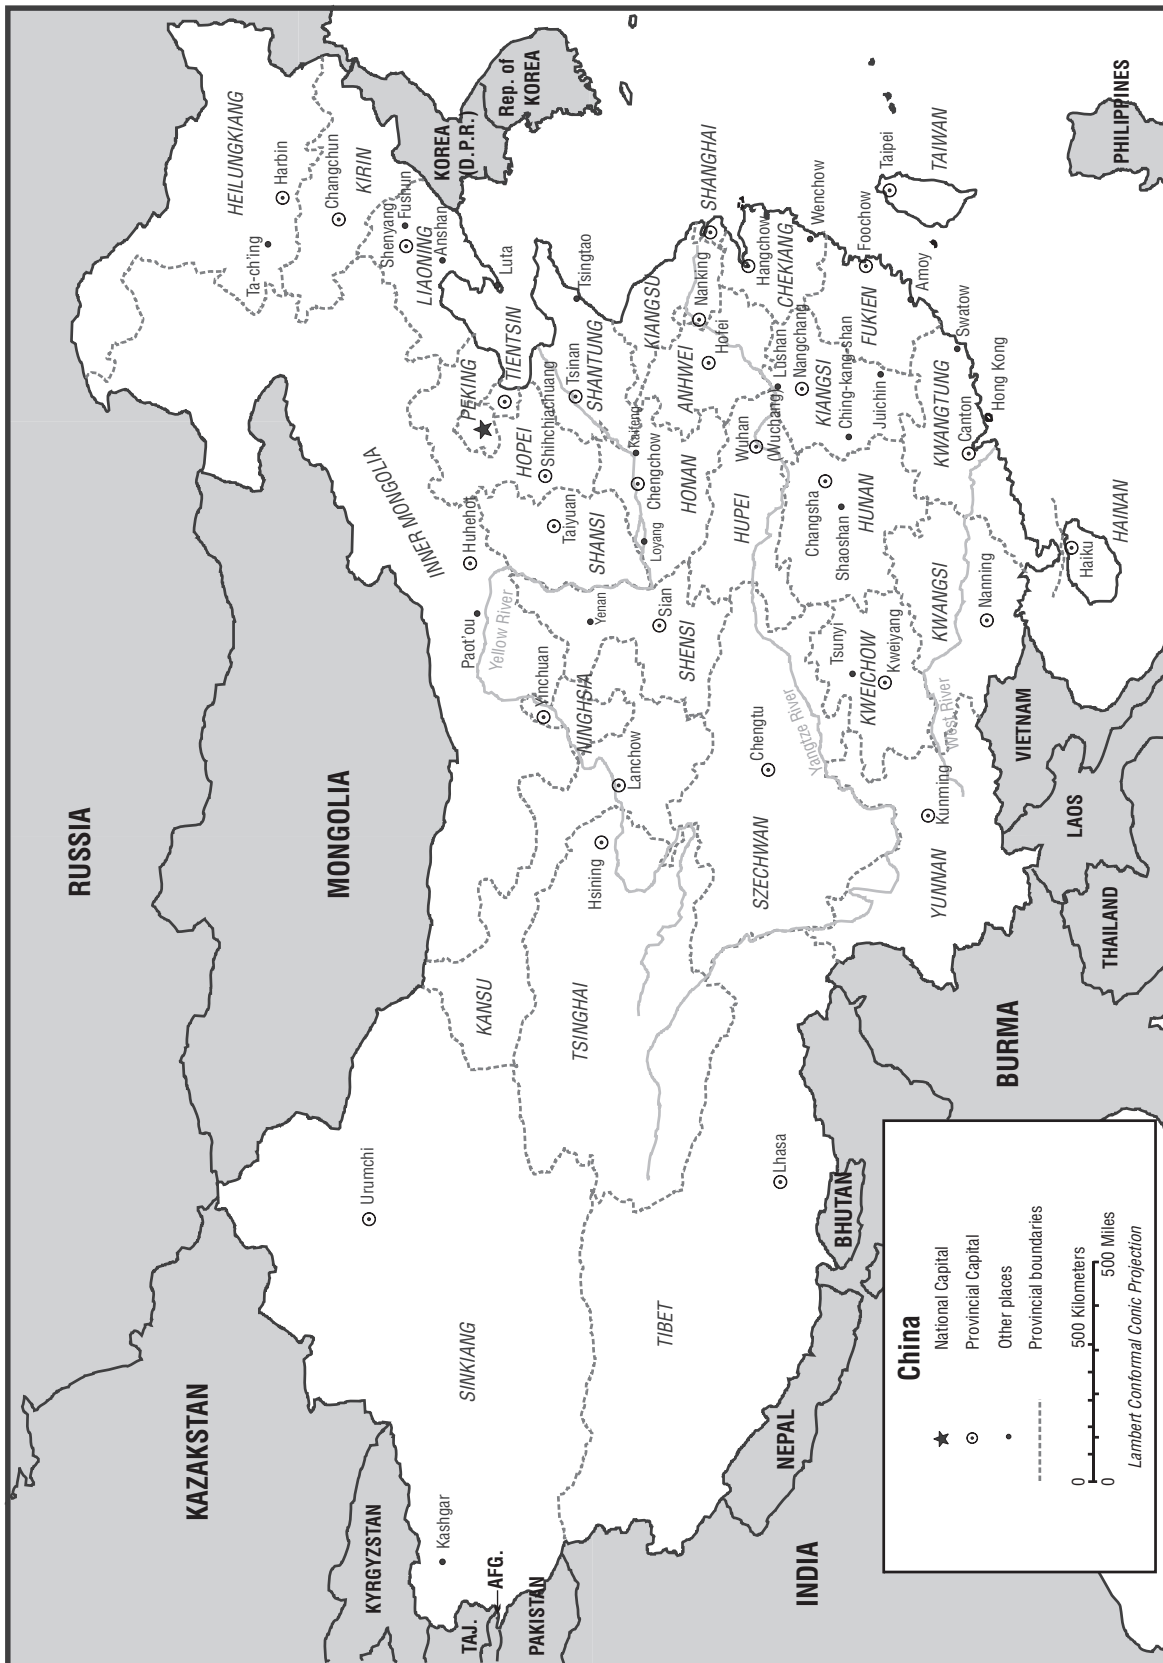 RUSSIA
KAZAKSTAN
MONGOLIA
KYRGYZSTAN
TAJ.
AFG.
PAKISTAN
INDIA
NEPAL
BHUTAN
BURMA
THAILAND
LAOS
VIETNAM
PHILIPPINES
KOREA
(D.P.R.)
Rep. of
KOREA
HEILUNGKIANG
Harbin
Ta-ch'ing
Changchun
KIRIN
Shenyang
Fushun
LIAONING
Anshan
Luta
INNER MONGOLIA
Huhehot
Paot'ou
Yellow River
PEKING
TIENTSIN
HOPEI
Shihchiachuang
Taiyuan
SHANSI
Tsinan
SHANTUNG
Tsingtao
Yinchuan
NINGHSIA
Yenan
Lanchow
Hsining
KANSU
TSINGHAI
Urumchi
SINKIANG
Kashgar
TIBET
Lhasa
Sian
SHENSI
Loyang
Chengchow
Kaifeng
HONAN
KIANGSU
Nanking
SHANGHAI
ANHWEI
Hofei
HUPEI
Wuhan
(Wuchang)
Lushan
Hangchow
CHEKIANG
Wenchow
Nangchang
KIANGSI
Ching-kang-shan
Juichin
FUKIEN
Foochow
Amoy
Taipei
TAIWAN
Changsha
Shaoshan
HUNAN
Chengtu
SZECHWAN
Yangtze River
Tsunyi
KWEICHOW
Kweiyang
Kunming
YUNNAN
West River
KWANGSI
Nanning
KWANGTUNG
Canton
Swatow
Hong Kong
Haiku
HAINAN
China
National Capital
Provincial Capital
Other places
Provincial boundaries
0 500 Kilometers
0 500 Miles
Lambert Conformal Conic Projection